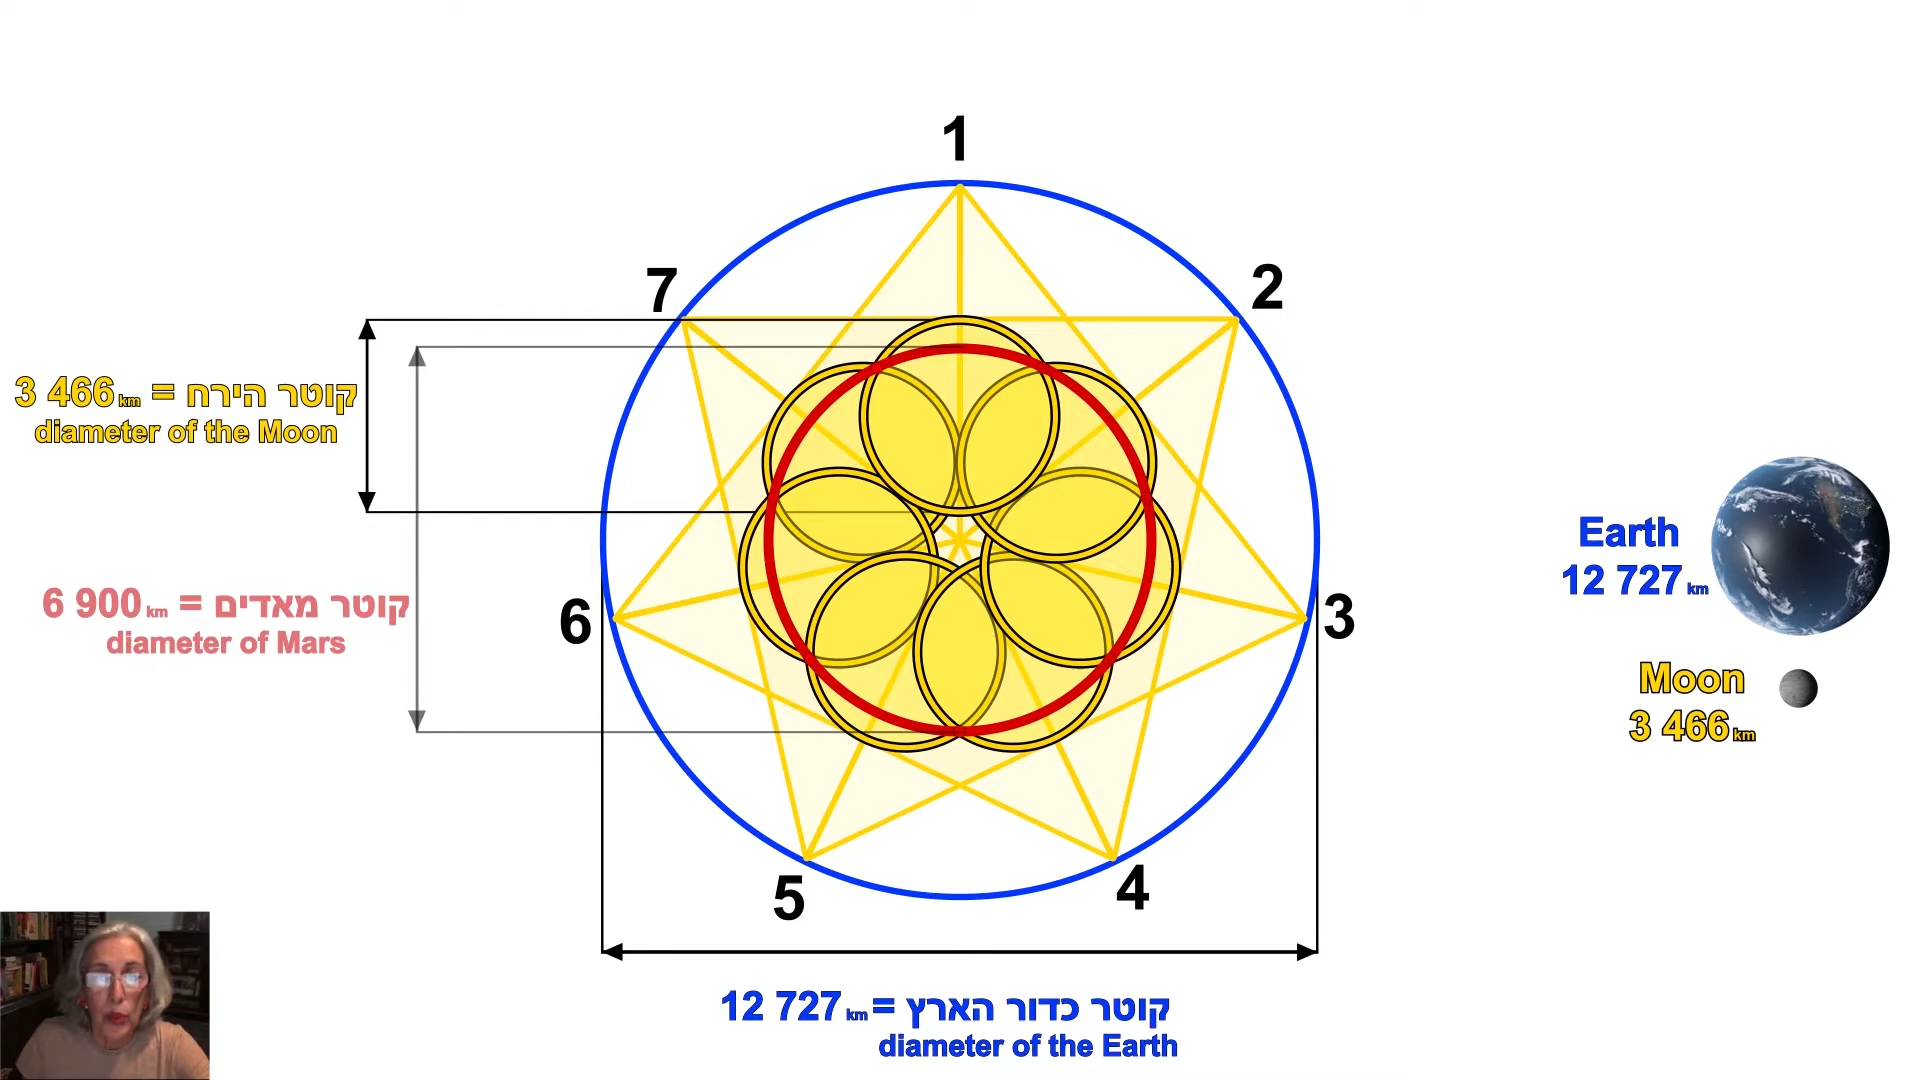 1
7
2
3 466 km = קוטר הירח
diameter of the Moon
6 900 km = קוטר מאדים
diameter of Mars
6
3
5
4
12 727 km = קוטר כדור הארץ
diameter of the Earth
Earth
12 727 km
Moon
3 466 km